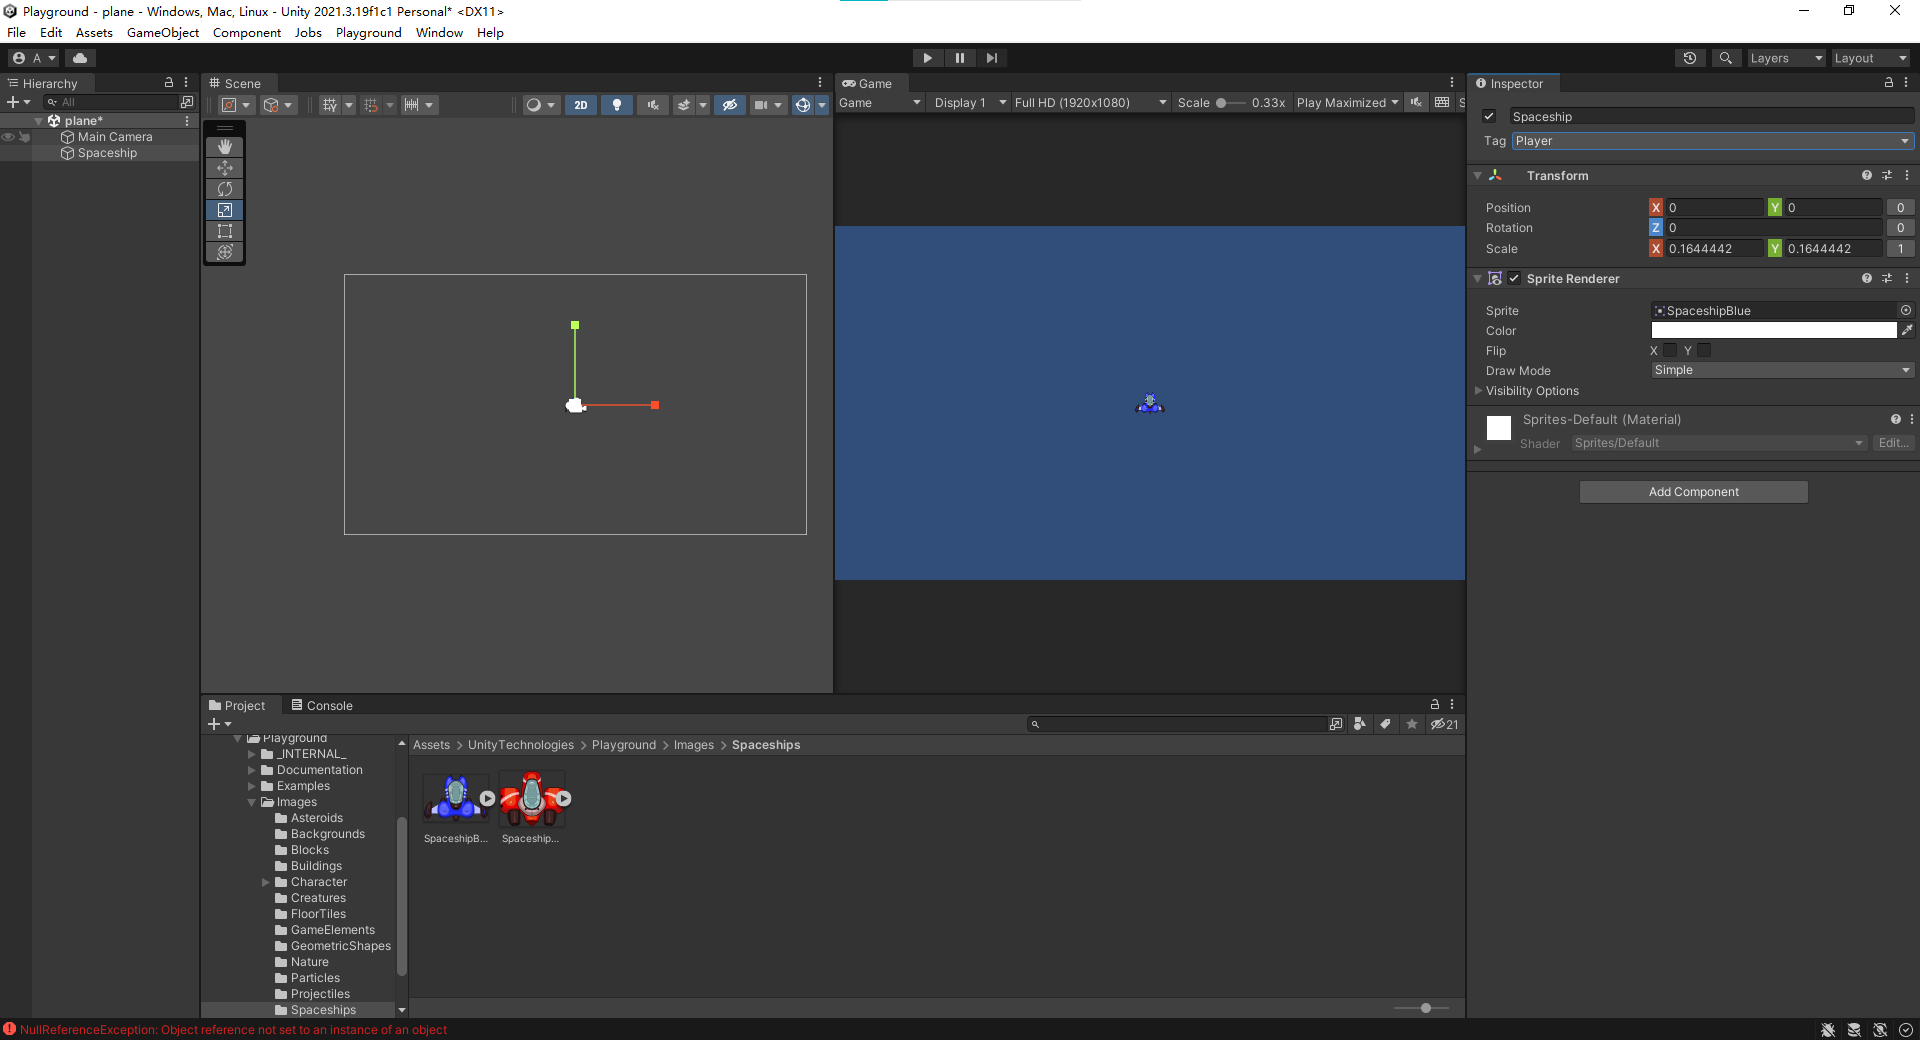 Playground - plane - Windows, Mac, Linux - Unity 2021.3.19f1c1 Personal* <DX11>
File Edit Assets GameObject Component Jobs Playground Window Help
A Layers Layout
Hierarchy
All
plane*
Main Camera
Spaceship
Scene
2D
Game
Game Display 1 Full HD (1920x1080) Scale 0.33x Play Maximized S
Inspector
Spaceship
Tag Player
Transform
Position X 0 Y 0 0
Rotation Z 0 0
Scale X 0.1644442 Y 0.1644442 1
Sprite Renderer
Sprite SpaceshipBlue
Color
Flip X Y
Draw Mode Simple
Visibility Options
Sprites-Default (Material)
Shader Sprites/Default Edit...
Add Component
Project Console
21
Playground
_INTERNAL_
Documentation
Examples
Images
Asteroids
Backgrounds
Blocks
Buildings
Character
Creatures
FloorTiles
GameElements
GeometricShapes
Nature
Particles
Projectiles
Spaceships
Assets > UnityTechnologies > Playground > Images > Spaceships
SpaceshipB... Spaceship...
NullReferenceException: Object reference not set to an instance of an object